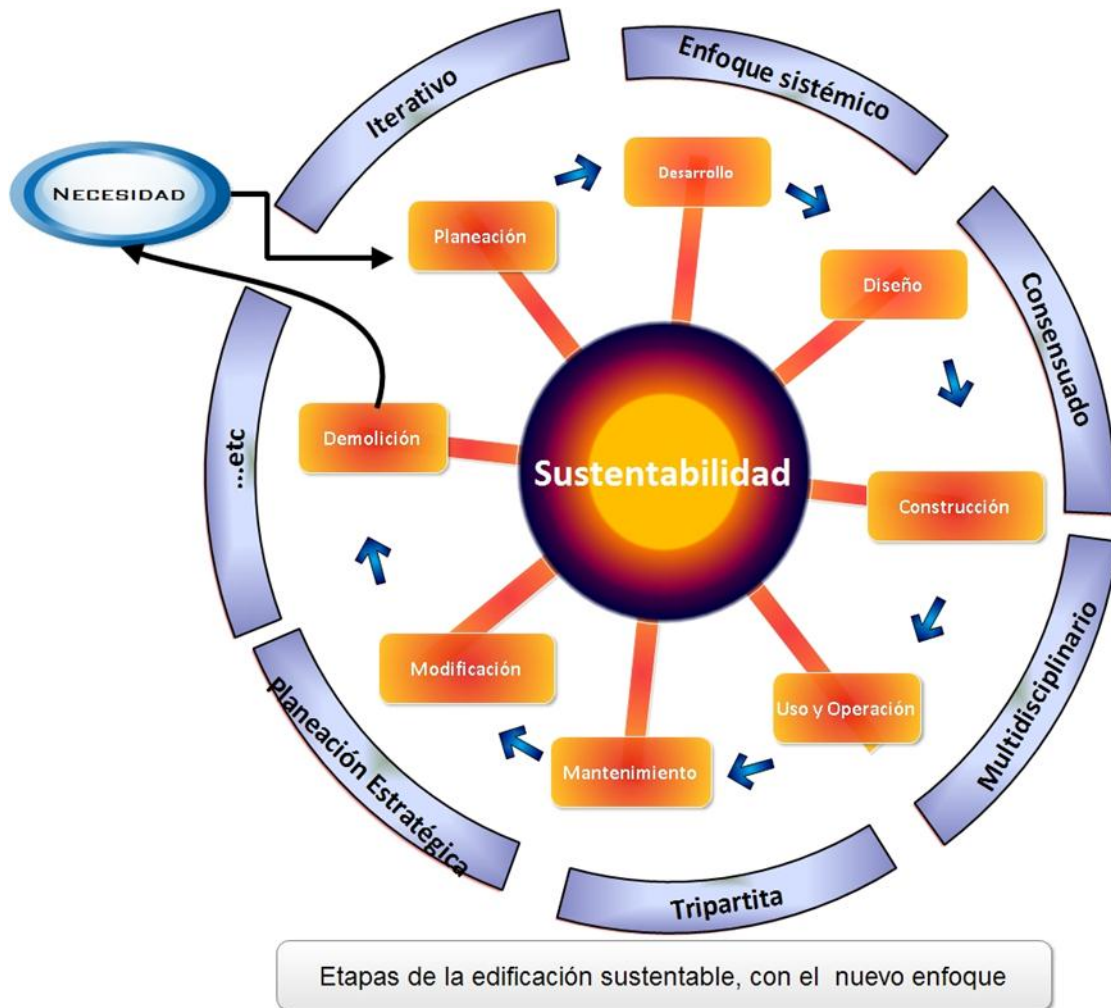 Iterativo
Enfoque sistémico
Consensuado
Multidisciplinario
Tripartita
Planeación Estratégica
...etc
NECESIDAD
Planeación
Desarrollo
Diseño
Construcción
Uso y Operación
Mantenimiento
Modificación
Demolición
Sustentabilidad
Etapas de la edificación sustentable, con el nuevo enfoque